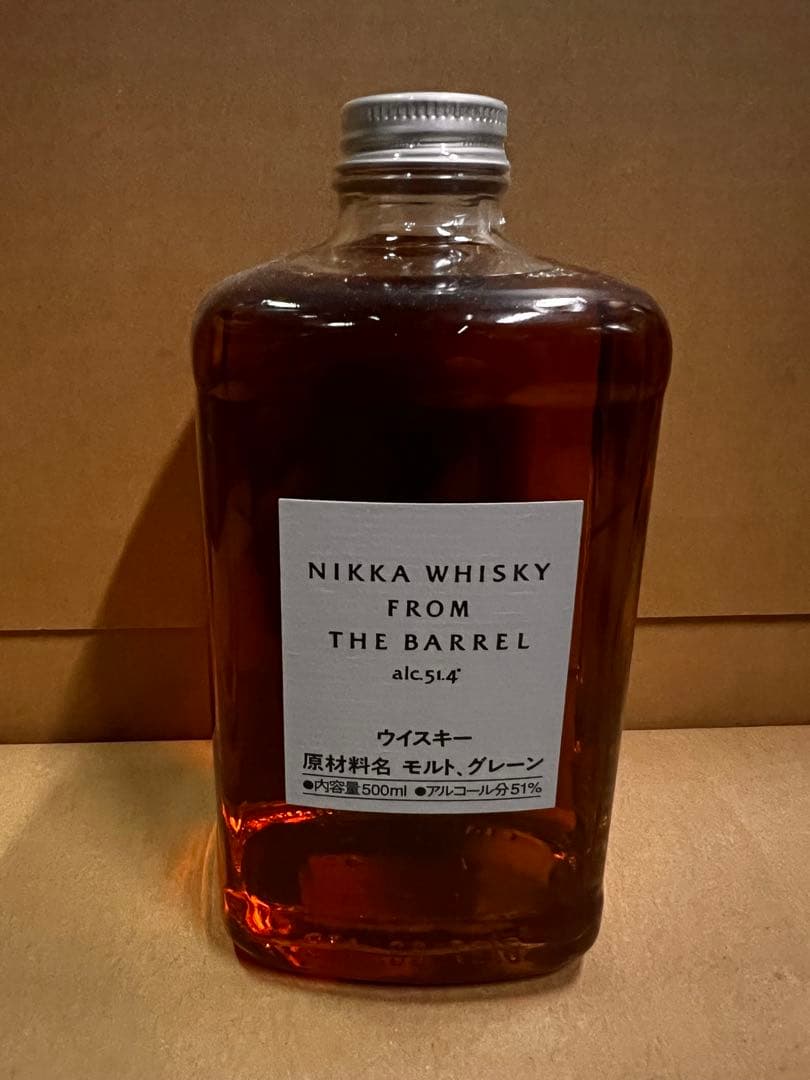 NIKKA WHISKY
FROM
THE BARREL
alc.51.4°
ウイスキー
原材料名 モルト、グレーン
●内容量500ml ●アルコール分51%